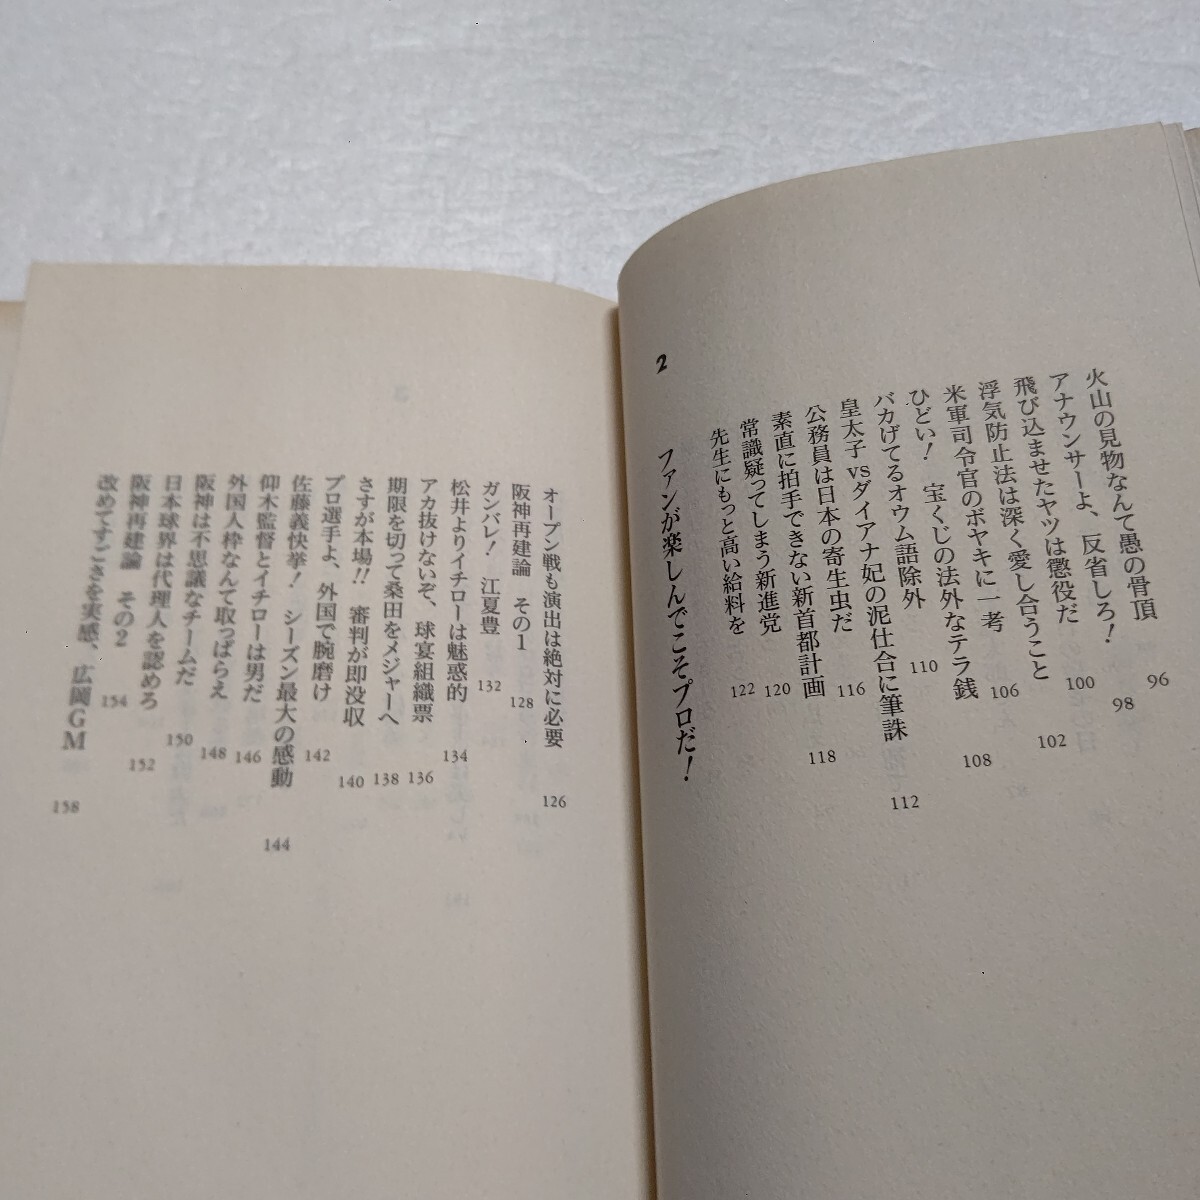 火山の見物なんて愚の骨頂 96
アナウンサーよ、反省しろ! 98
飛び込ませたヤツは懲役だ 100
浮気防止法は深く愛し合うこと 102
米軍司令官のボヤキに一考 106
ひどい! 宝くじの法外なテラ銭 108
バカげてるオウム語除外 110
皇太子vsダイアナ妃の泥仕合に筆誅 112
公務員は日本の寄生虫だ 116
素直に拍手できない新首都計画 118
常識疑ってしまう新進党 120
先生にもっと高い給料を 122
2 ファンが楽しんでこそプロだ!
オープン戦も演出は絶対に必要 126
阪神再建論 その1 128
ガンバレ! 江夏豊 132
松井よりイチローは魅惑的 134
アカ抜けないぞ、球宴組織票 136
期限を切って桑田をメジャーへ 138
さすが本場!! 審判が即没収 140
プロ選手よ、外国で腕磨け 142
佐藤義快挙! シーズン最大の感動 144
仰木監督とイチローは男だ 146
外国人枠なんて取っぱらえ 148
阪神は不思議なチームだ 150
日本球界は代理人を認めろ 152
阪神再建論 その2 154
改めてすごさを実感、広岡GM 158